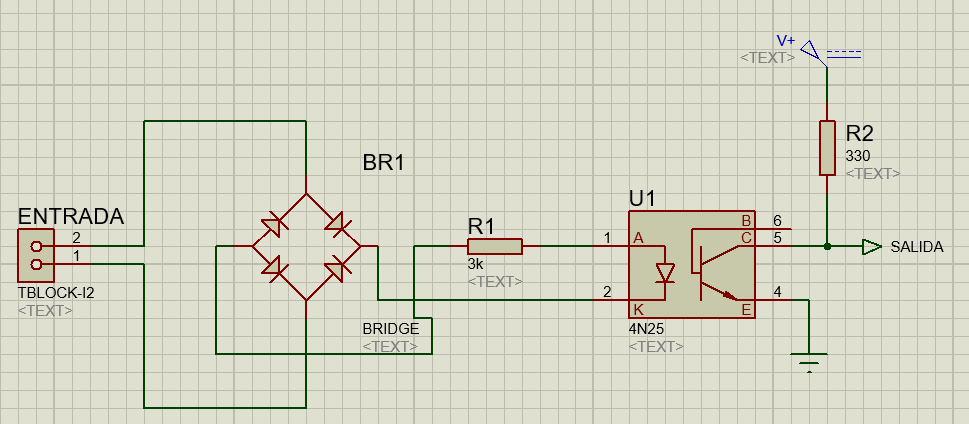 V+
<TEXT>
R2
330
<TEXT>
BR1
U1
ENTRADA
2
1
R1
1
A
B
6
C
5
SALIDA
3k
<TEXT>
TBLOCK-I2
<TEXT>
2
K
E
4
BRIDGE
<TEXT>
4N25
<TEXT>